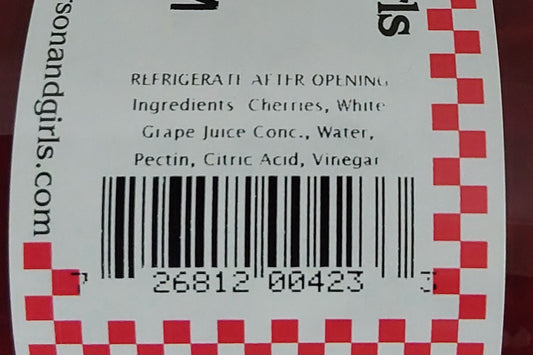 rls
M
rsonandgirls.com
REFRIGERATE AFTER OPENING
Ingredients Cherries, White
Grape Juice Conc., Water,
Pectin, Citric Acid, Vinegar
7 26812 00423 3